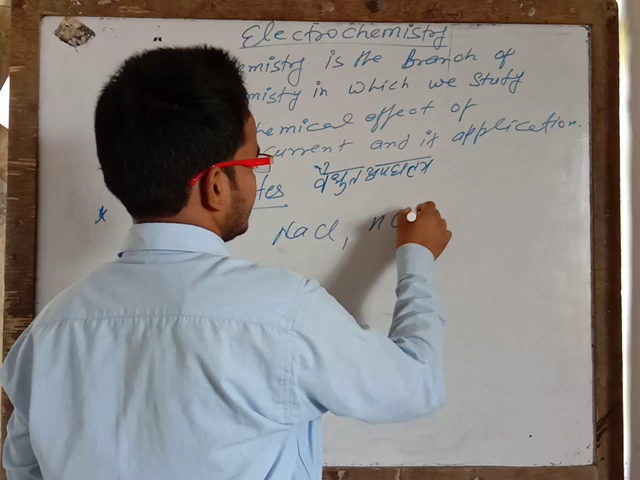 Electrochemistry
emistry is the Branch of
mistry in which we study
hemical effect of
current and it application.
tes वैद्युत अपघट्य
NaCl, n